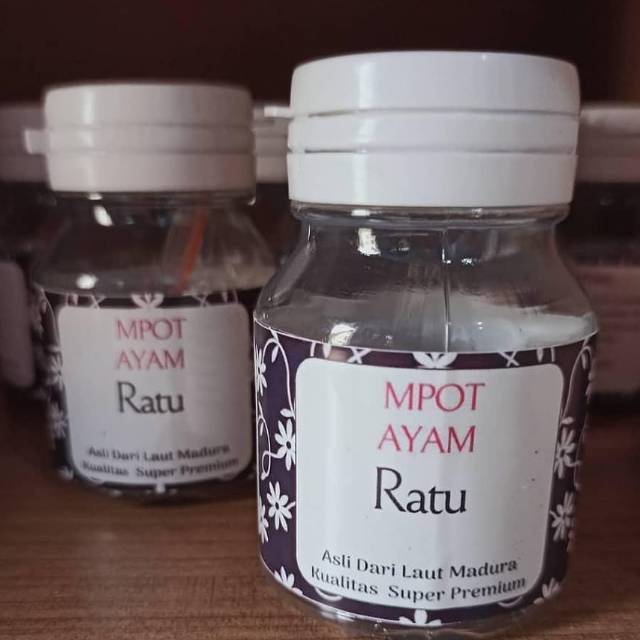 MPOT
AYAM
Ratu
Asli Dari Laut Madura
Kualitas Super Premium
MPOT
AYAM
Ratu
Asli Dari Laut Madura
Kualitas Super Premium